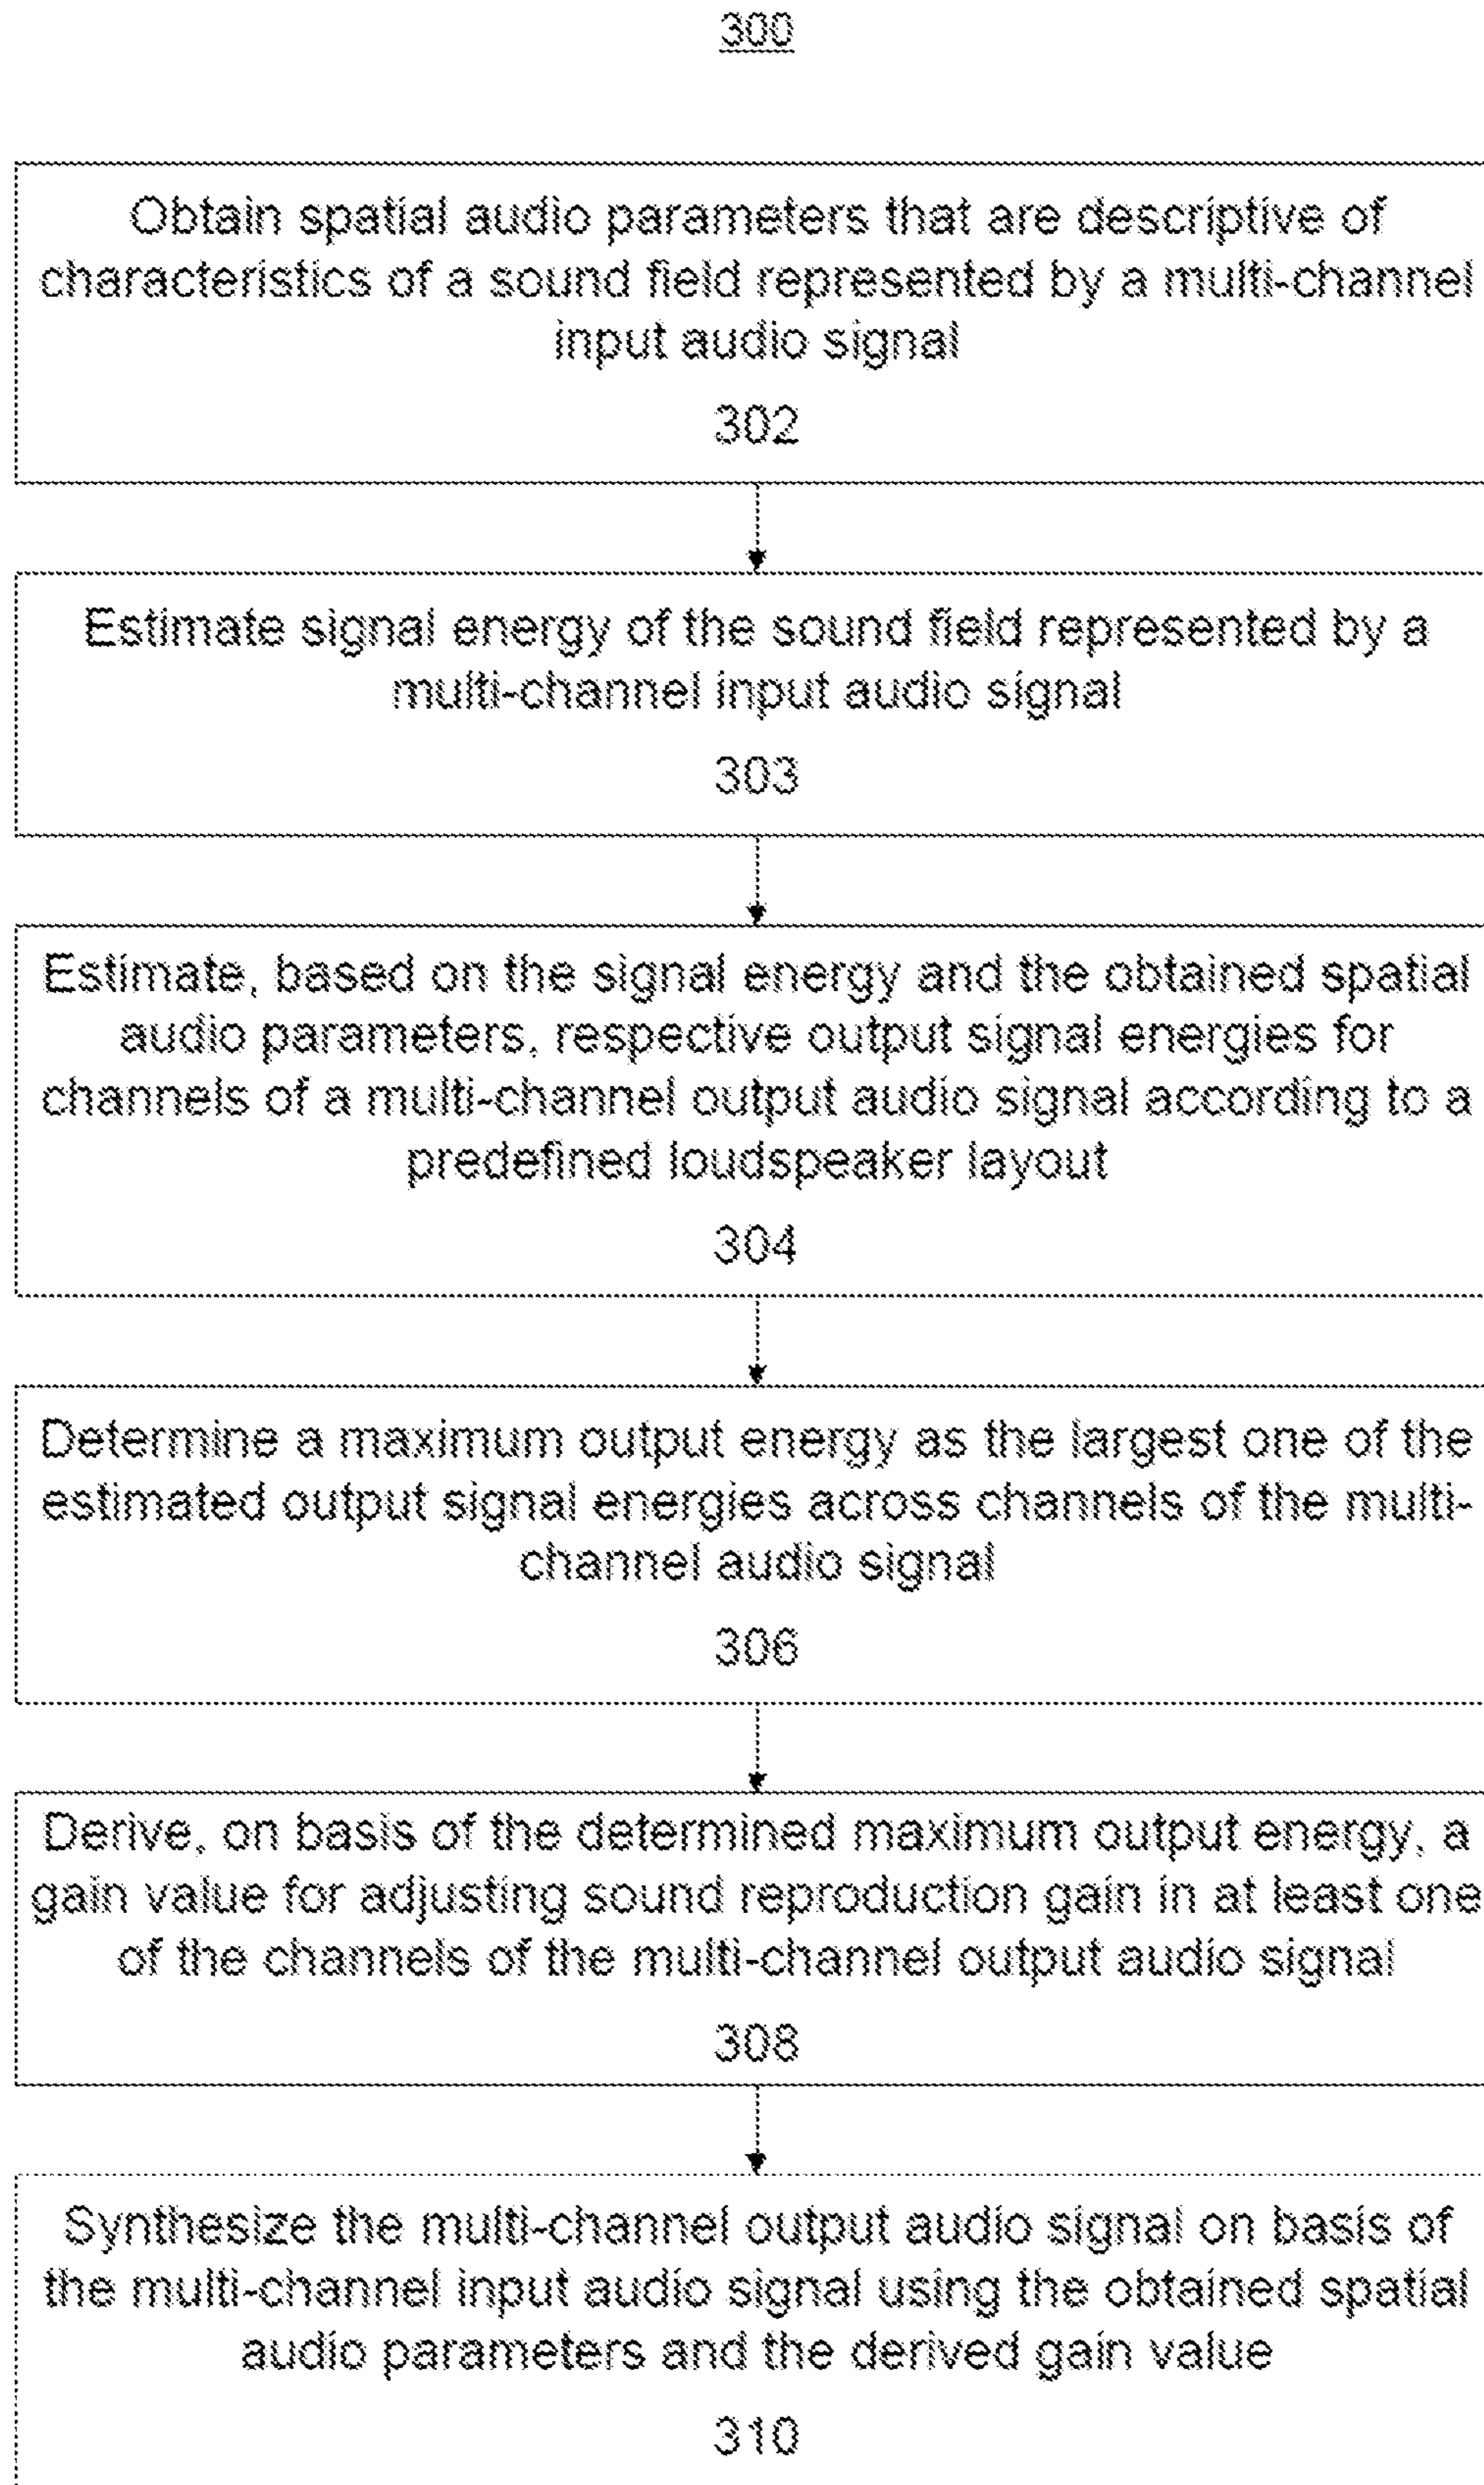 300
Obtain spatial audio parameters that are descriptive of
characteristics of a sound field represented by a multi-channel
input audio signal
302
Estimate signal energy of the sound field represented by a
multi-channel input audio signal
303
Estimate, based on the signal energy and the obtained spatial
audio parameters, respective output signal energies for
channels of a multi-channel output audio signal according to a
predefined loudspeaker layout
304
Determine a maximum output energy as the largest one of the
estimated output signal energies across channels of the multi-
channel audio signal
306
Derive, on basis of the determined maximum output energy, a
gain value for adjusting sound reproduction gain in at least one
of the channels of the multi-channel output audio signal
308
Synthesize the multi-channel output audio signal on basis of
the multi-channel input audio signal using the obtained spatial
audio parameters and the derived gain value
310